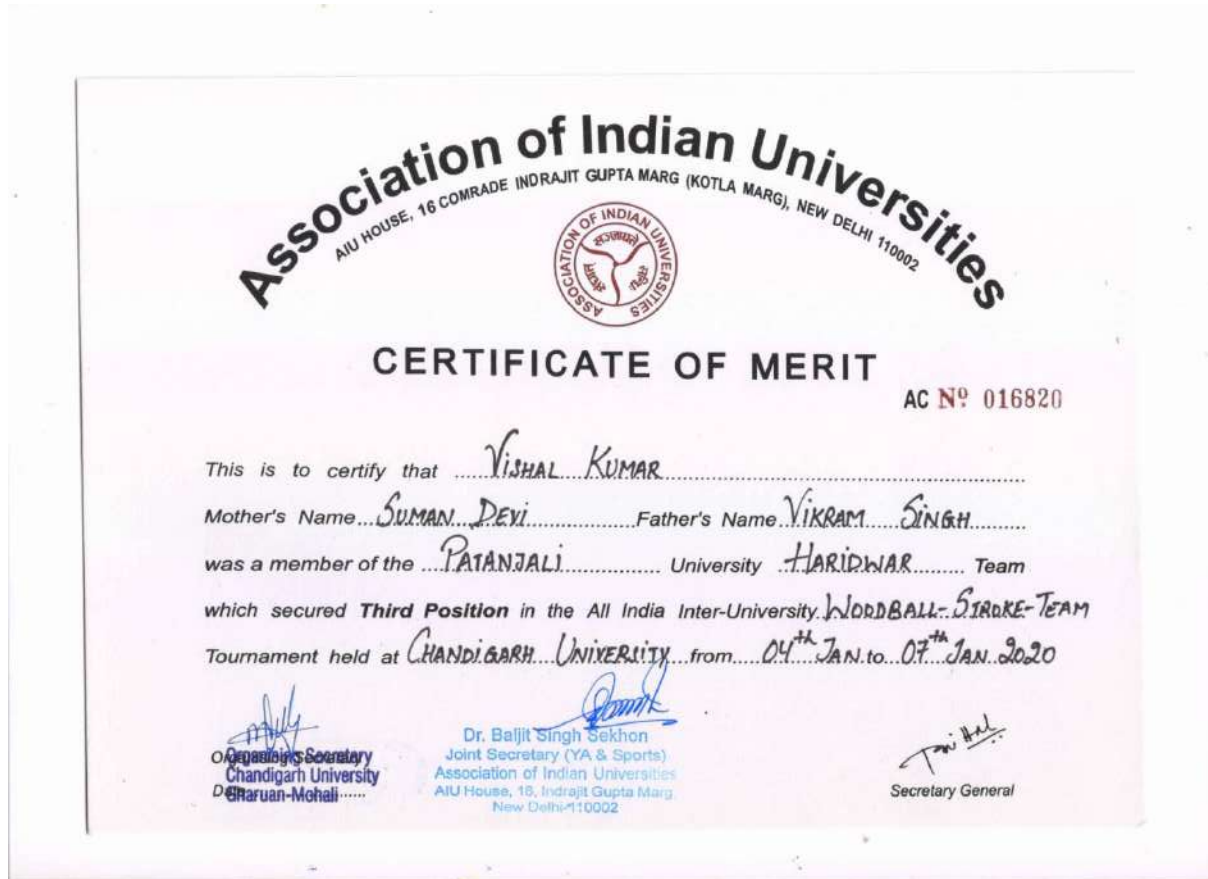 Association of Indian Universities
AIU HOUSE, 16 COMRADE INDRAJIT GUPTA MARG (KOTLA MARG), NEW DELHI 110002
ASSOCIATION OF INDIAN UNIVERSITIES
CERTIFICATE OF MERIT
AC Nº 016820
This is to certify that ......VISHAL KUMAR......
Mother's Name...SUMAN DEVI......Father's Name VIKRAM SINGH......
was a member of the ....PATANJALI...... University ..HARIDWAR...... Team
which secured Third Position in the All India Inter-University WOODBALL-STROKE-TEAM
Tournament held at CHANDIGARH UNIVERSITY from.....04th JAN to...07th JAN 2020
Organising Secretary
Chandigarh University
Gharuan-Mohali
Dr. Baljit Singh Sekhon
Joint Secretary (YA & Sports)
Association of Indian Universities
AIU House, 16, Indrajit Gupta Marg,
New Delhi-110002
Secretary General